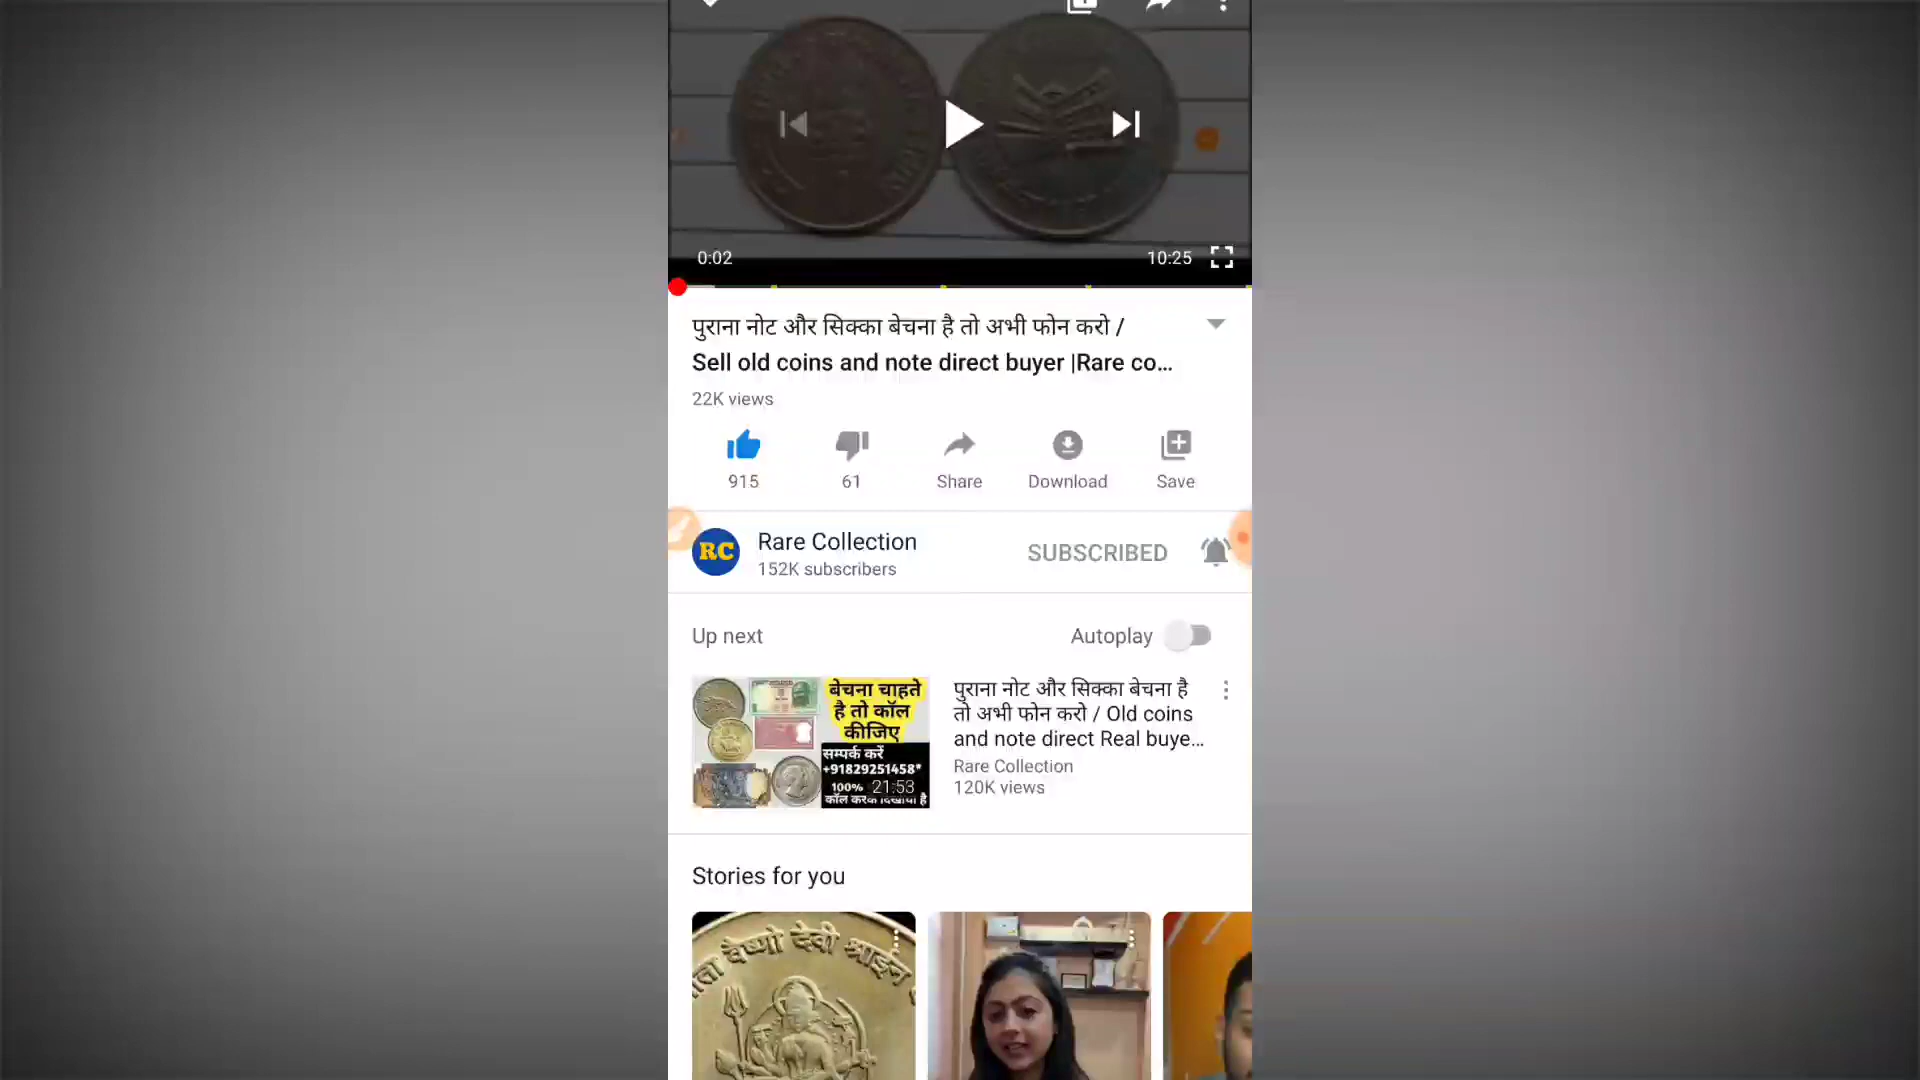 0:02
10:25
पुराना नोट और सिक्का बेचना है तो अभी फोन करो /
Sell old coins and note direct buyer |Rare co...
22K views
915
61
Share
Download
Save
RC
Rare Collection
152K subscribers
SUBSCRIBED
Up next
Autoplay
बेचना चाहते
है तो कॉल
कीजिए
सम्पर्क करें
+91829251458*
100%
21:53
पुराना नोट और सिक्का बेचना है
तो अभी फोन करो / Old coins
and note direct Real buye...
Rare Collection
120K views
Stories for you
वैष्णो देवी श्राईन